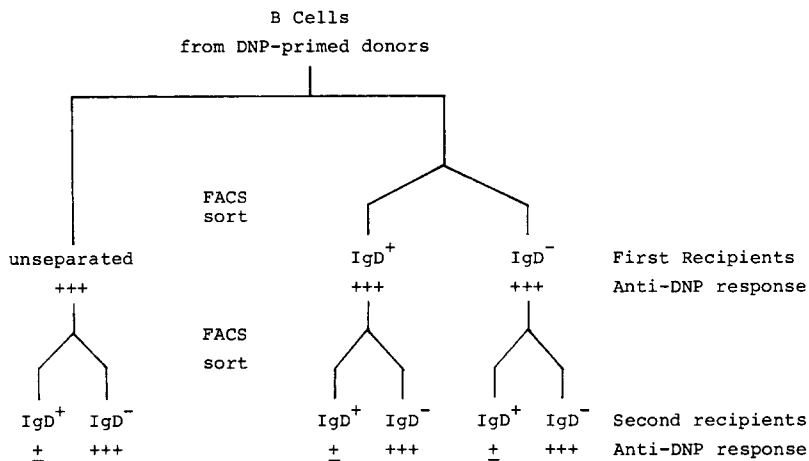 B Cells
from DNP-primed donors
FACS
sort
unseparated IgD⁺ IgD⁻ First Recipients
+++ +++ +++ Anti-DNP response
FACS
sort
IgD⁺ IgD⁻ IgD⁺ IgD⁻ IgD⁺ IgD⁻ Second recipients
± +++ ± +++ ± +++ Anti-DNP response